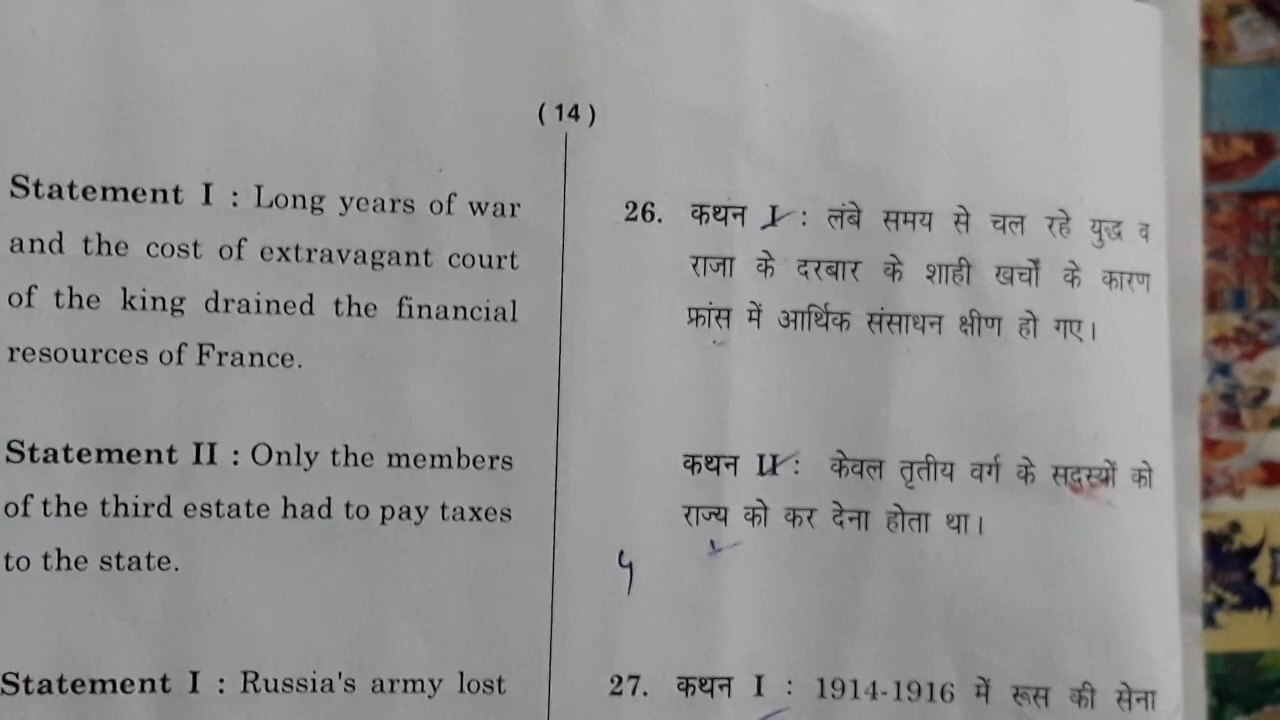 ( 14 )
Statement I : Long years of war
and the cost of extravagant court
of the king drained the financial
resources of France.
Statement II : Only the members
of the third estate had to pay taxes
to the state.
Statement I : Russia's army lost
26. कथन I : लंबे समय से चल रहे युद्ध व
राजा के दरबार के शाही खर्चों के कारण
फ्रांस में आर्थिक संसाधन क्षीण हो गए।
कथन II : केवल तृतीय वर्ग के सदस्यों को
राज्य को कर देना होता था।
27. कथन I : 1914-1916 में रूस की सेना